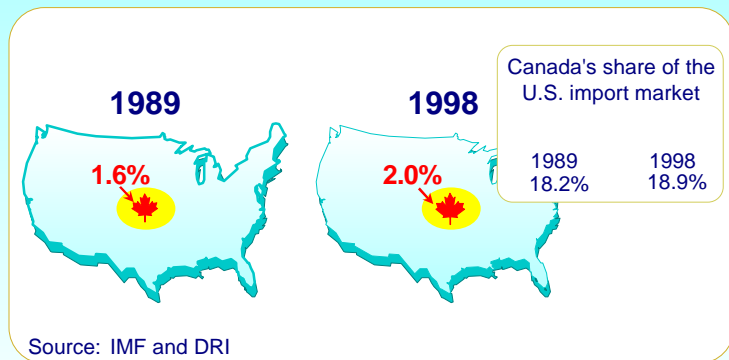 1989
1.6%
1998
2.0%
Canada's share of the
U.S. import market
1989 1998
18.2% 18.9%
Source: IMF and DRI